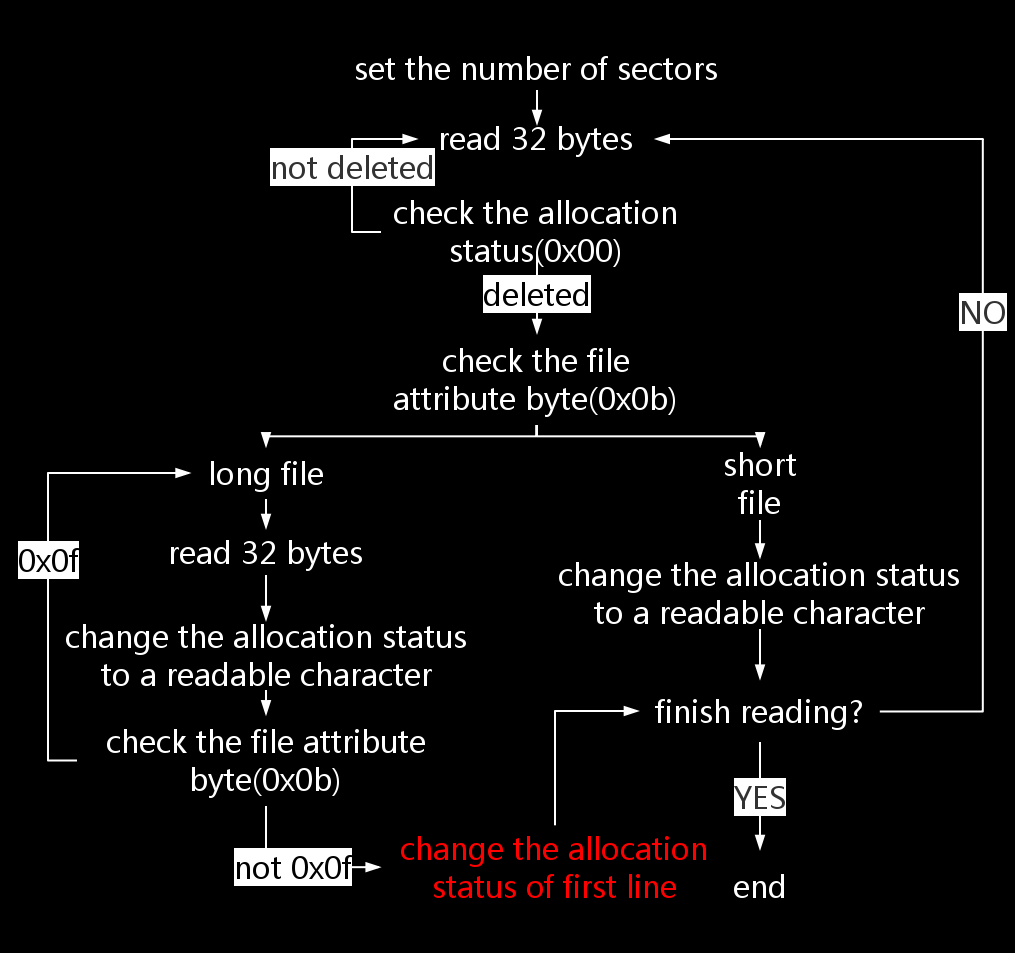 set the number of sectors
read 32 bytes
not deleted
check the allocation
status(0x00)
deleted
NO
check the file
attribute byte(0x0b)
long file
short
file
0x0f
read 32 bytes
change the allocation status
to a readable character
change the allocation status
to a readable character
check the file attribute
byte(0x0b)
finish reading?
YES
not 0x0f
change the allocation
status of first line
end